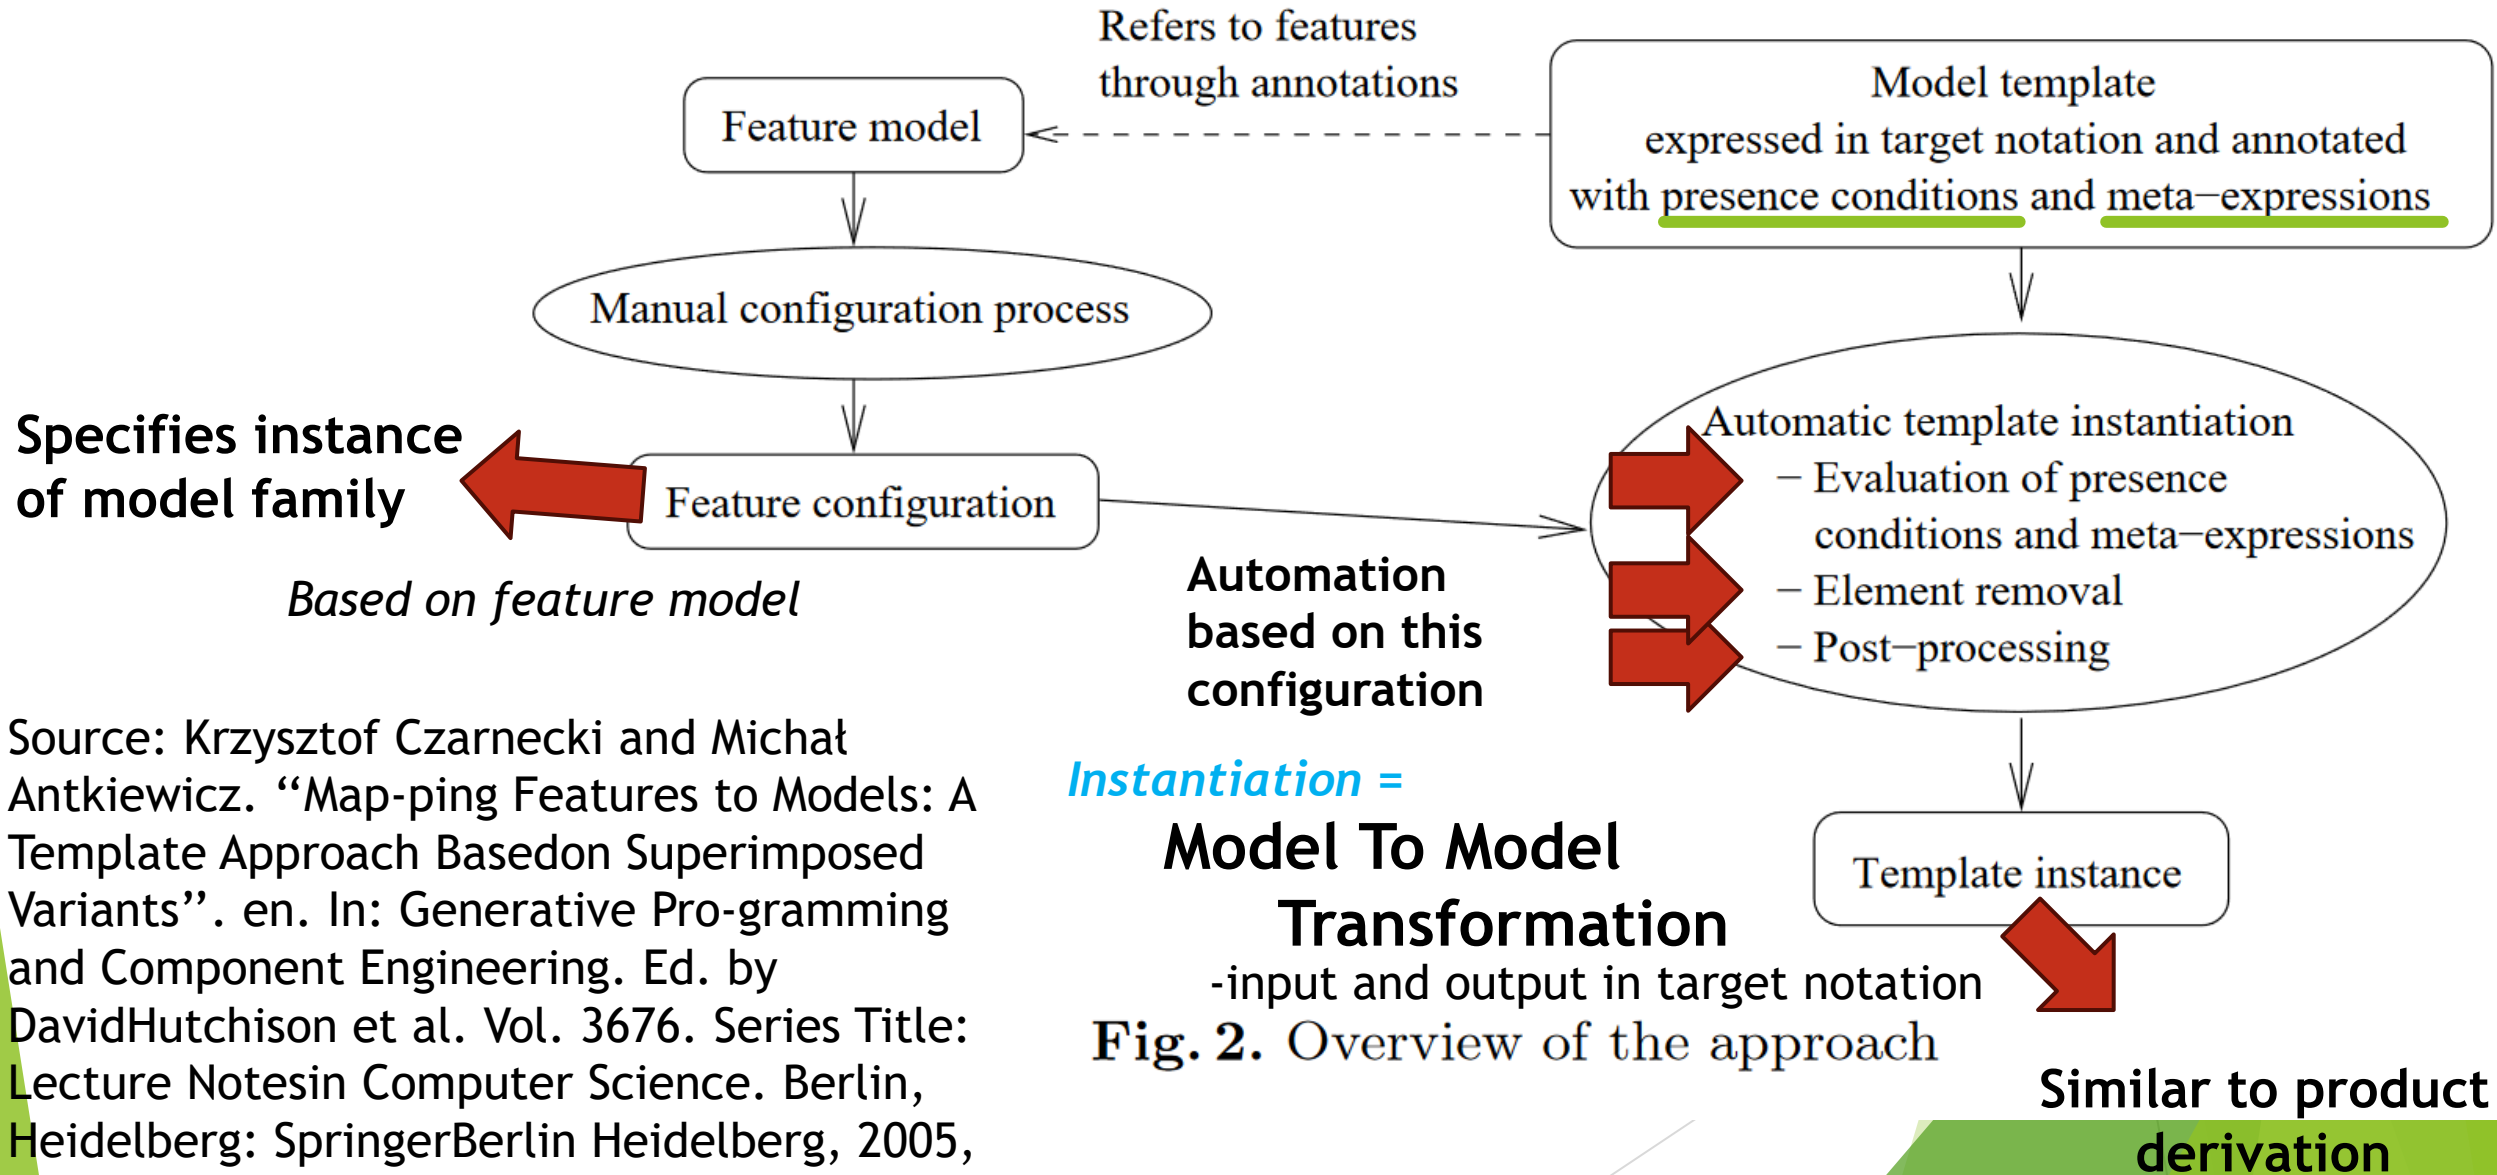 Refers to features
through annotations
Feature model
Model template
expressed in target notation and annotated
with presence conditions and meta−expressions
Manual configuration process
Specifies instance
of model family
Feature configuration
Based on feature model
Automation
based on this
configuration
Automatic template instantiation
− Evaluation of presence
conditions and meta−expressions
− Element removal
− Post−processing
Source: Krzysztof Czarnecki and Michał
Antkiewicz. “Map-ping Features to Models: A
Template Approach Basedon Superimposed
Variants”. en. In: Generative Pro-gramming
and Component Engineering. Ed. by
DavidHutchison et al. Vol. 3676. Series Title:
Lecture Notesin Computer Science. Berlin,
Heidelberg: SpringerBerlin Heidelberg, 2005,
Instantiation =
Model To Model
Transformation
-input and output in target notation
Template instance
Fig. 2. Overview of the approach
Similar to product
derivation